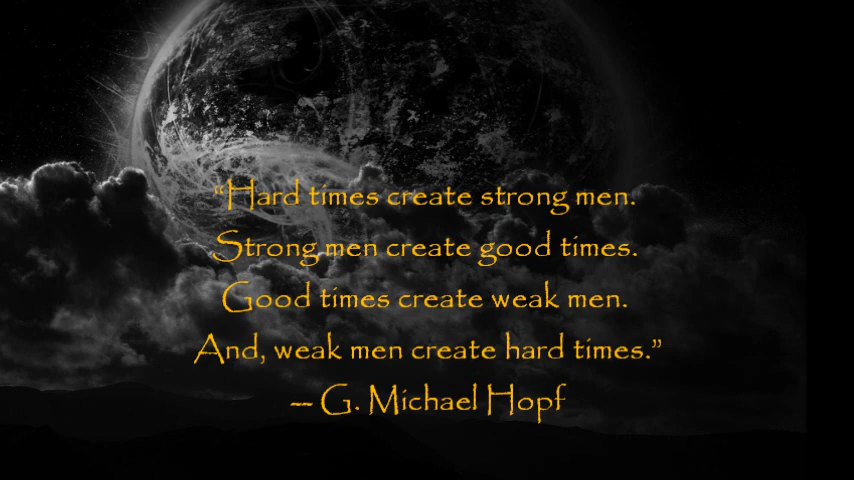 “Hard times create strong men.
Strong men create good times.
Good times create weak men.
And, weak men create hard times.”
-- G. Michael Hopf